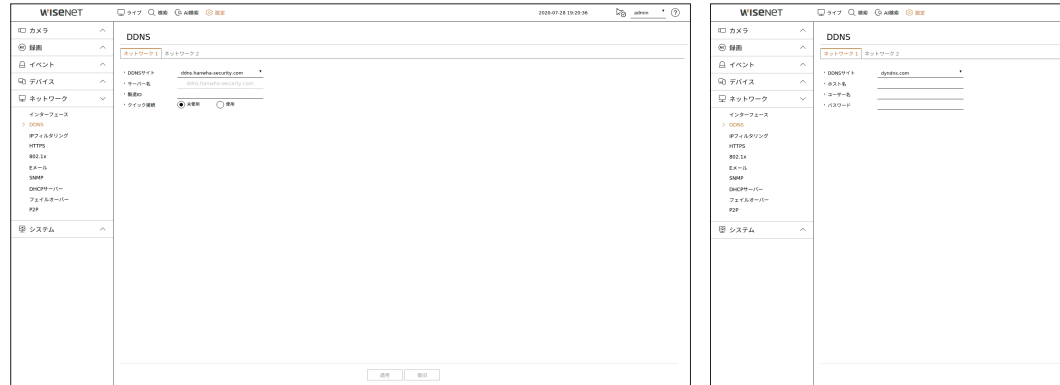 WISENET ライブ 検索 AI検索 設定 2020-07-28 19:20:36 admin ?
カメラ
DDNS
録画
ネットワーク 1 ネットワーク 2
イベント
デバイス
ネットワーク
インターフェース
DDNS
IPフィルタリング
HTTPS
802.1x
Eメール
SNMP
DHCPサーバー
フェイルオーバー
P2P
システム
・DDNSサイト ddns.hanwha-security.com
・サーバー名 ddns.hanwha-security.com
・製造ID
・クイック接続 未使用 使用
適用 復旧
WISENET ライブ 検索 AI検索 設定
カメラ
DDNS
録画
ネットワーク 1 ネットワーク 2
イベント
デバイス
ネットワーク
インターフェース
DDNS
IPフィルタリング
HTTPS
802.1x
Eメール
SNMP
DHCPサーバー
フェイルオーバー
P2P
システム
・DDNSサイト dyndns.com
・ホスト名
・ユーザー名
・パスワード